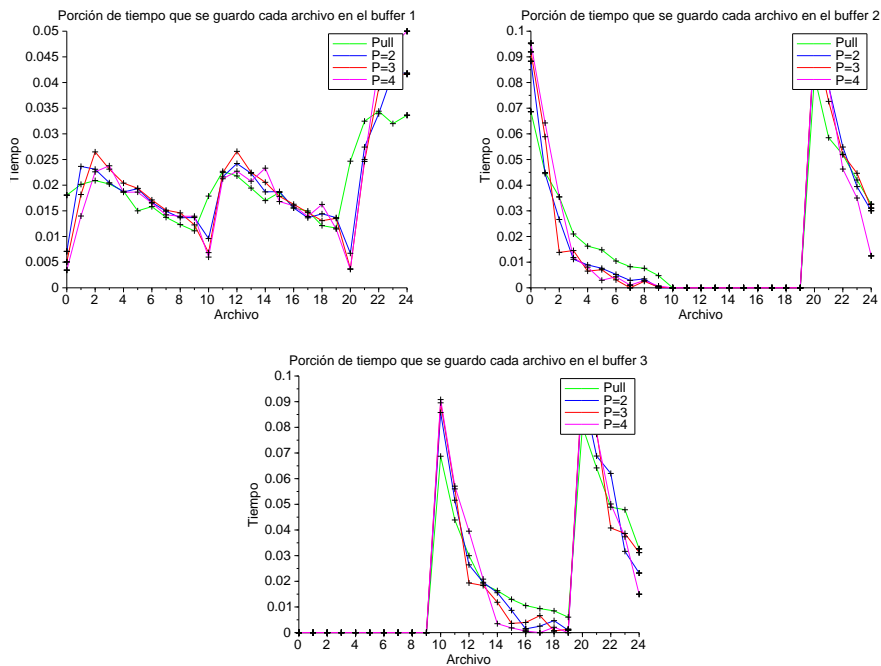 Porción de tiempo que se guardo cada archivo en el buffer 1
0.05
0.045
0.04
0.035
0.03
0.025
0.02
0.015
0.01
0.005
0
Tiempo
0 2 4 6 8 10 12 14 16 18 20 22 24
Archivo
Pull
P=2
P=3
P=4
Porción de tiempo que se guardo cada archivo en el buffer 2
0.1
0.09
0.08
0.07
0.06
0.05
0.04
0.03
0.02
0.01
0
Tiempo
0 2 4 6 8 10 12 14 16 18 20 22 24
Archivo
Pull
P=2
P=3
P=4
Porción de tiempo que se guardo cada archivo en el buffer 3
0.1
0.09
0.08
0.07
0.06
0.05
0.04
0.03
0.02
0.01
0
Tiempo
0 2 4 6 8 10 12 14 16 18 20 22 24
Archivo
Pull
P=2
P=3
P=4